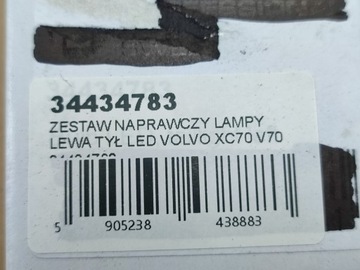 34434783
ZESTAW NAPRAWCZY LAMPY
LEWA TYŁ LED VOLVO XC70 V70
5 905238 438883